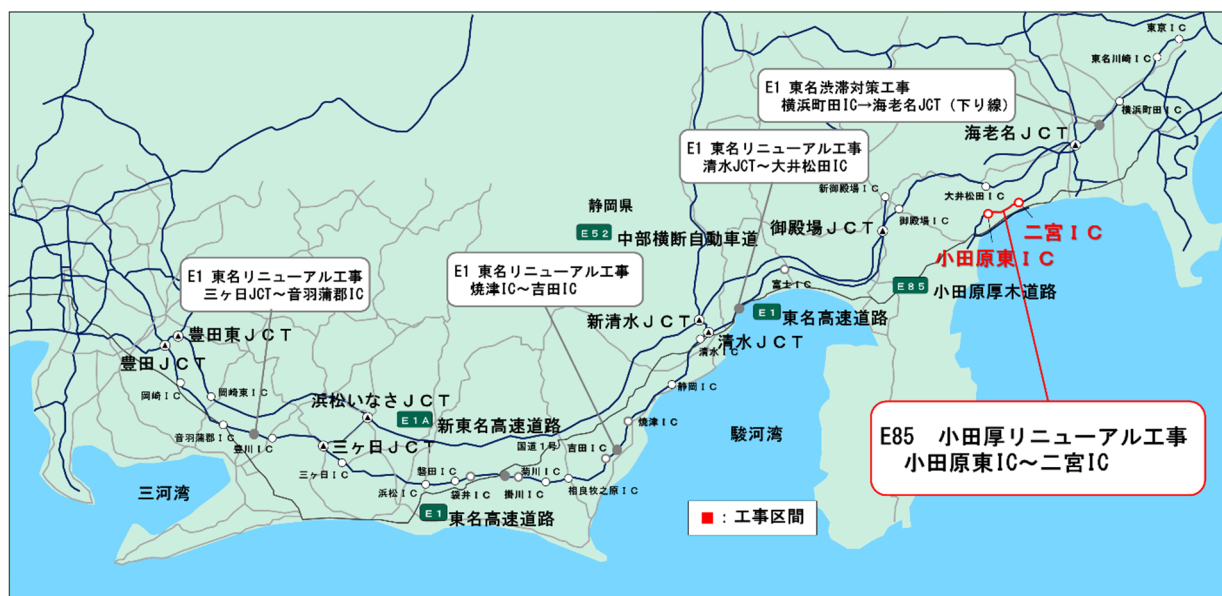 東京ＩＣ
東名川崎ＩＣ
E1 東名渋滞対策工事
横浜町田IC→海老名JCT（下り線）
横浜町田ＩＣ
海老名ＪＣＴ
E1 東名リニューアル工事
清水JCT～大井松田IC
新御殿場ＩＣ
大井松田ＩＣ
静岡県
御殿場ＩＣ
E52 中部横断自動車道
御殿場ＪＣＴ
二宮ＩＣ
小田原東ＩＣ
E1 東名リニューアル工事
三ヶ日JCT～音羽蒲郡IC
E1 東名リニューアル工事
焼津IC～吉田IC
富士ＩＣ
E85 小田原厚木道路
E1 東名高速道路
新清水ＪＣＴ
清水ＪＣＴ
清水ＩＣ
豊田東ＪＣＴ
豊田ＪＣＴ
岡崎ＩＣ
岡崎東ＩＣ
静岡ＩＣ
浜松いなさＪＣＴ
E1A 新東名高速道路
焼津ＩＣ
音羽蒲郡ＩＣ
豊川ＩＣ
三ヶ日ＪＣＴ
国道１号
吉田ＩＣ
駿河湾
E85 小田厚リニューアル工事
小田原東IC～二宮IC
三ヶ日ＩＣ
磐田ＩＣ
菊川ＩＣ
三河湾
浜松ＩＣ
袋井ＩＣ
掛川ＩＣ
相良牧之原ＩＣ
E1 東名高速道路
■：工事区間